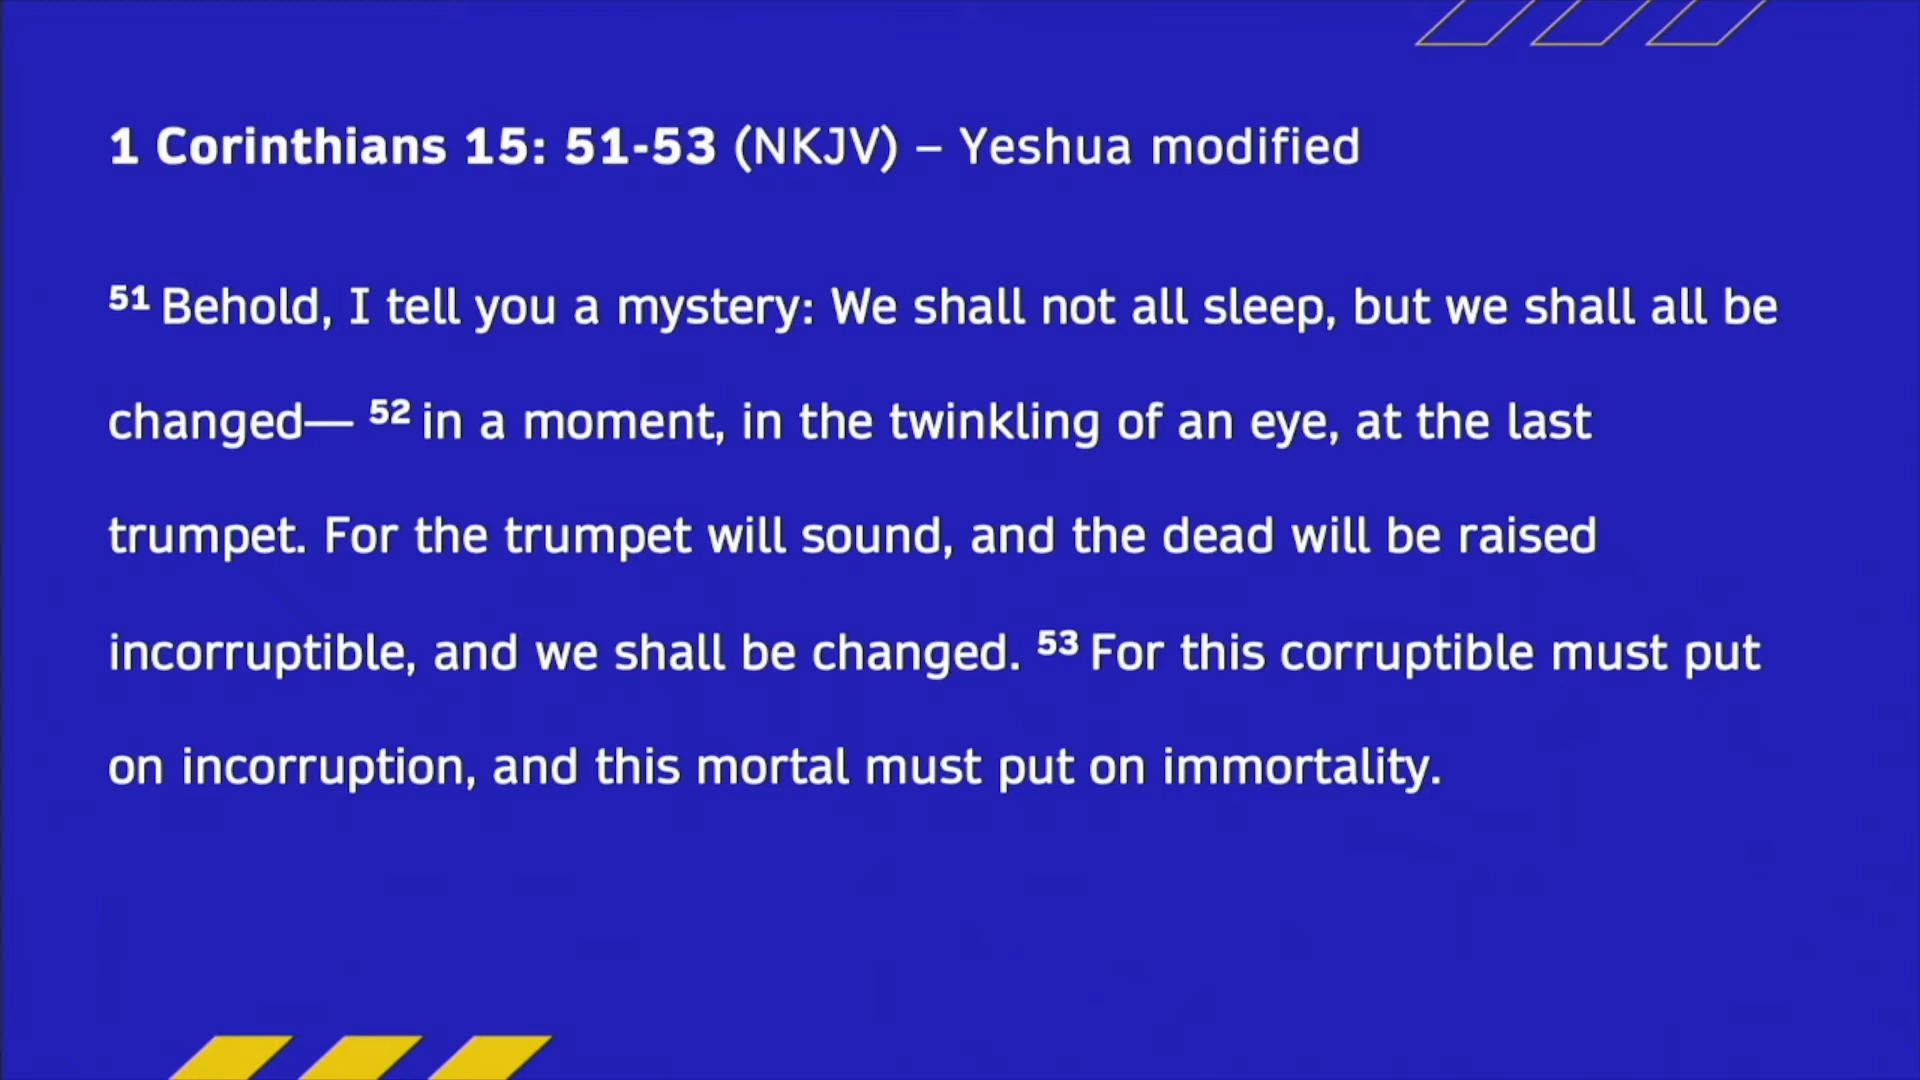 1 Corinthians 15: 51-53 (NKJV) – Yeshua modified
51 Behold, I tell you a mystery: We shall not all sleep, but we shall all be
changed— 52 in a moment, in the twinkling of an eye, at the last
trumpet. For the trumpet will sound, and the dead will be raised
incorruptible, and we shall be changed. 53 For this corruptible must put
on incorruption, and this mortal must put on immortality.